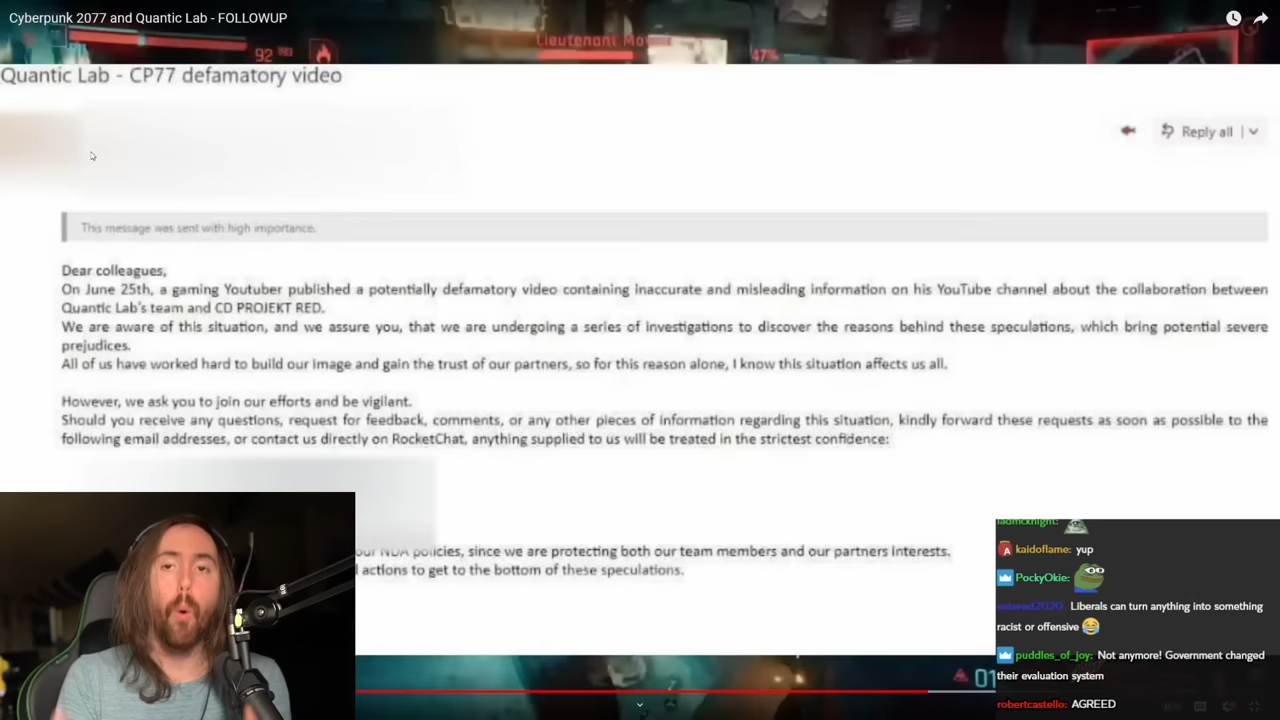 Cyberpunk 2077 and Quantic Lab - FOLLOWUP
92
47%
Quantic Lab - CP77 defamatory video
Reply all
This message was sent with high importance.
Dear colleagues,
On June 25th, a gaming Youtuber published a potentially defamatory video containing inaccurate and misleading information on his YouTube channel about the collaboration between
Quantic Lab's team and CD PROJEKT RED.
We are aware of this situation, and we assure you, that we are undergoing a series of investigations to discover the reasons behind these speculations, which bring potential severe
prejudices.
All of us have worked hard to build our image and gain the trust of our partners, so for this reason alone, I know this situation affects us all.
However, we ask you to join our efforts and be vigilant.
Should you receive any questions, request for feedback, comments, or any other pieces of information regarding this situation, kindly forward these requests as soon as possible to the
following email addresses, or contact us directly on RocketChat, anything supplied to us will be treated in the strictest confidence:
our NDA policies, since we are protecting both our team members and our partners interests.
actions to get to the bottom of these speculations.
01
ladmcknight:
kaidoflame: yup
PockyOkie:
Liberals can turn anything into something
racist or offensive 😂
puddles_of_joy: Not anymore! Government changed
their evaluation system
robertcastello: AGREED